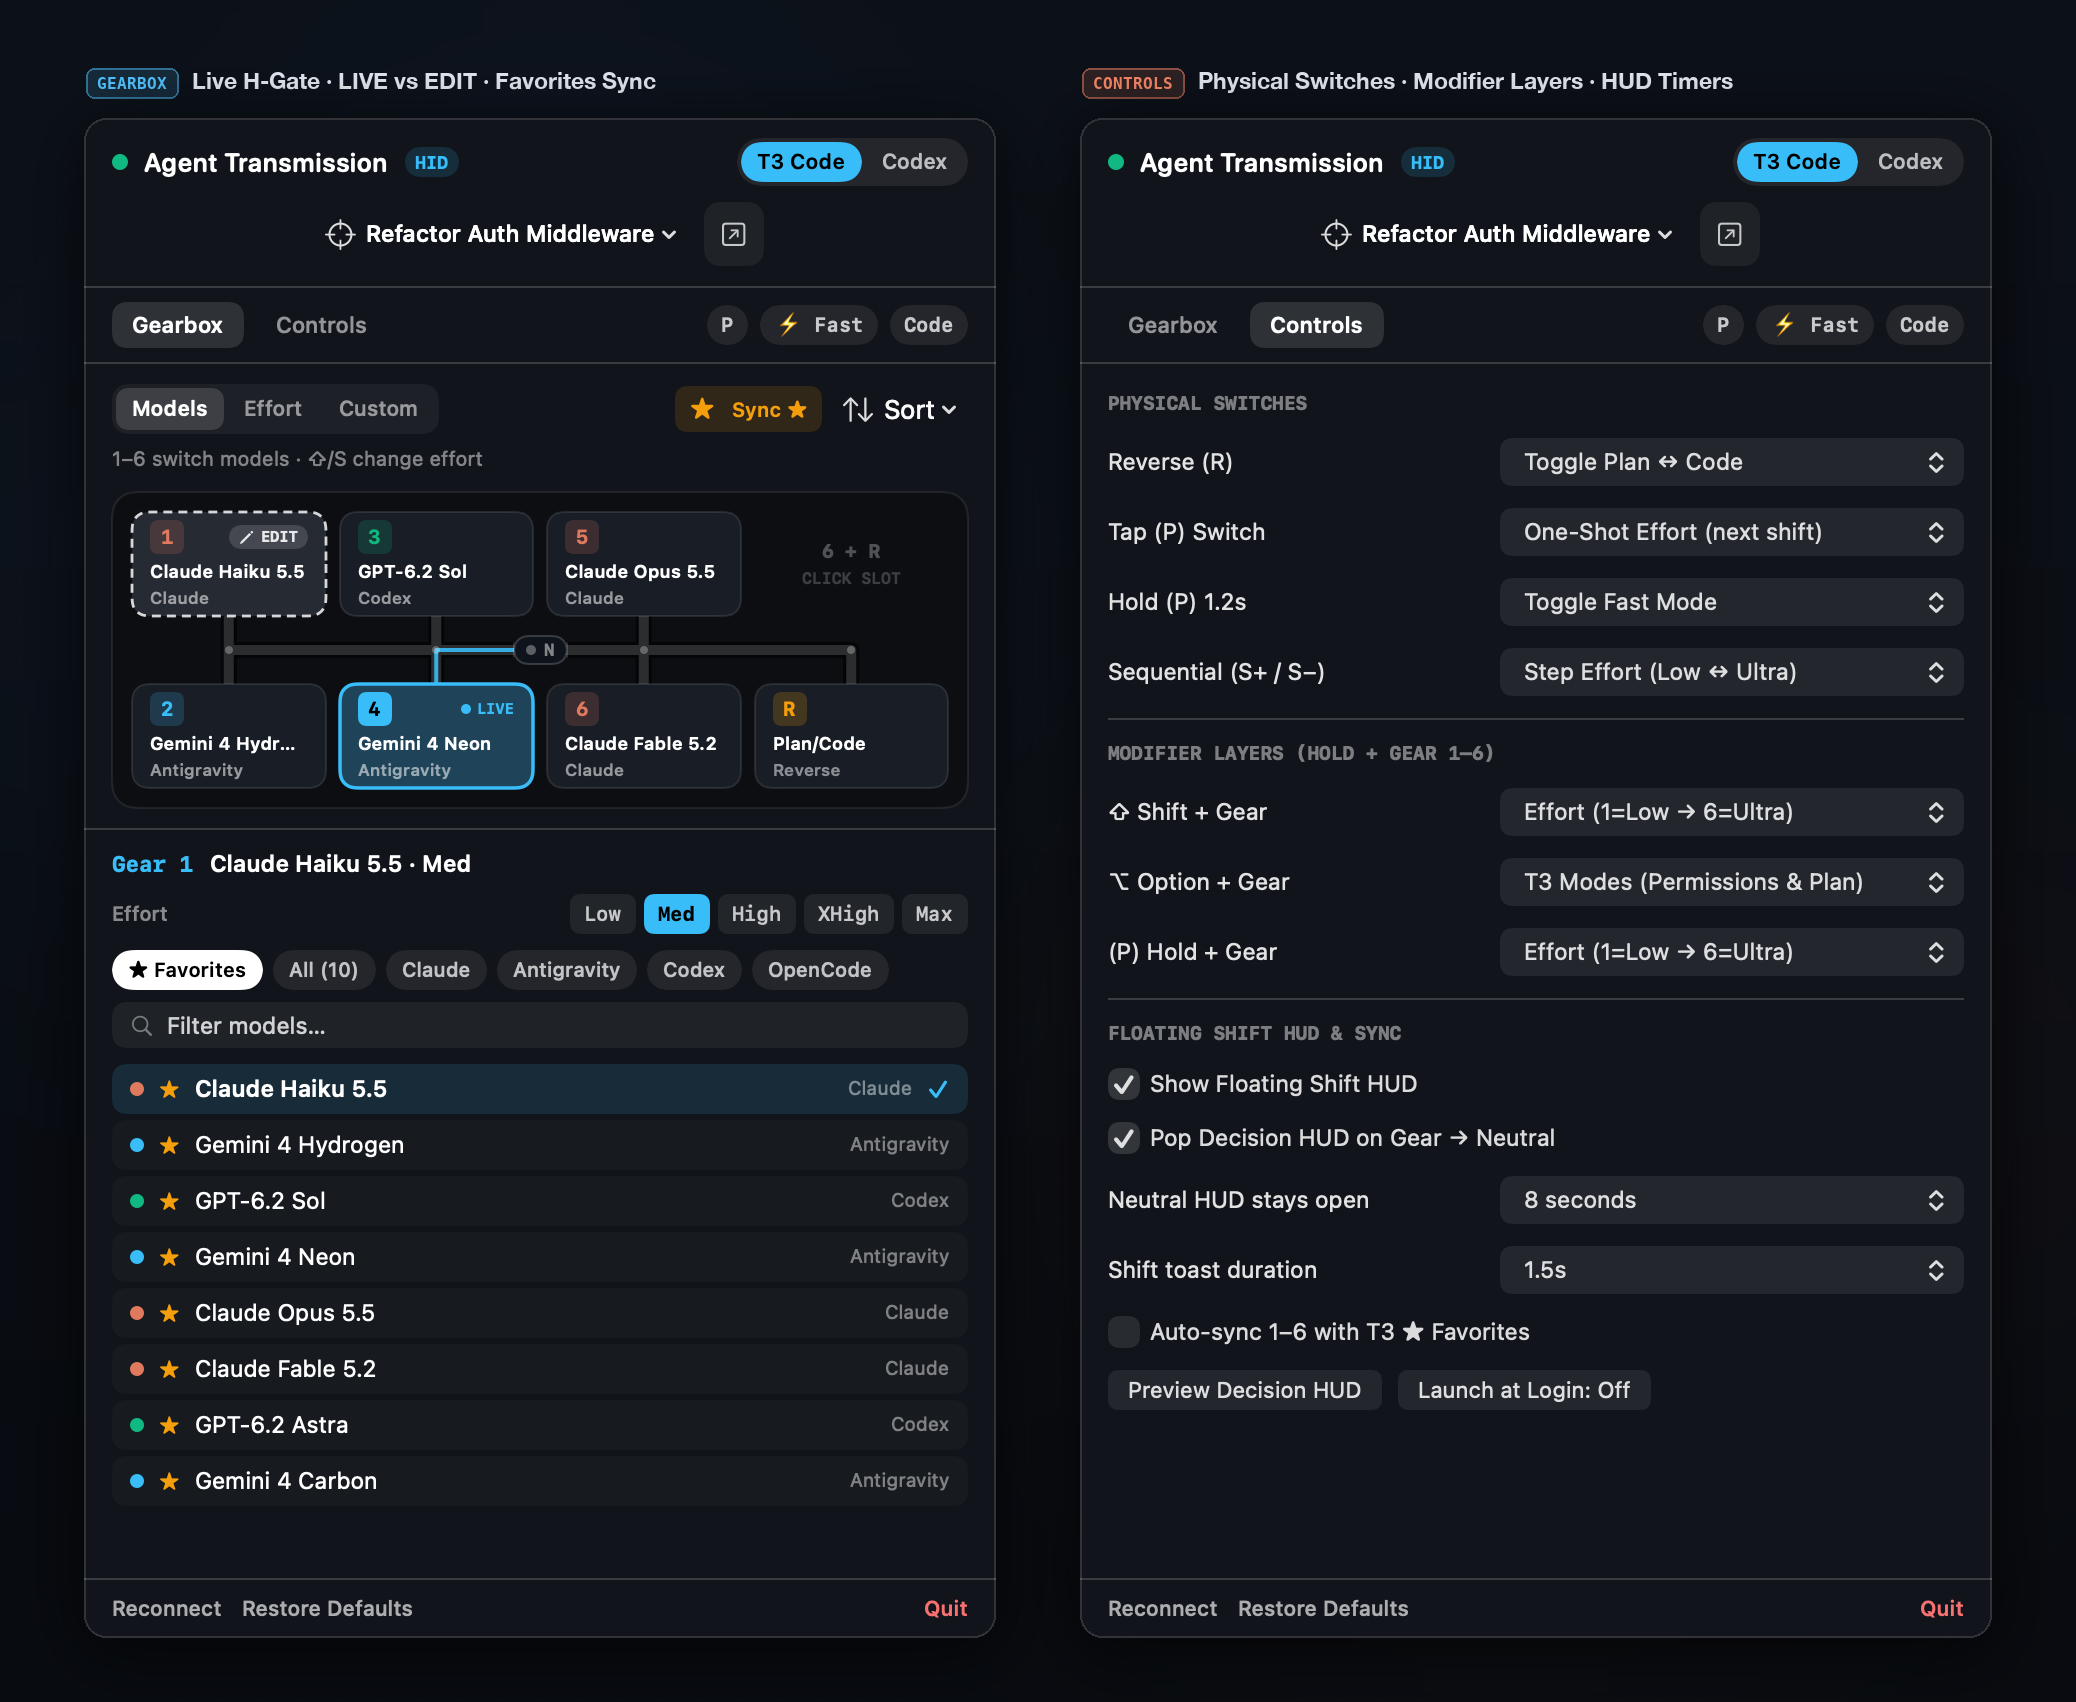 GEARBOX Live H-Gate · LIVE vs EDIT · Favorites Sync
Agent Transmission HID T3 Code Codex
Refactor Auth Middleware
Gearbox Controls P ⚡ Fast Code
Models Effort Custom ★ Sync ★ Sort
1–6 switch models · ⇧/S change effort
1 EDIT
Claude Haiku 5.5
Claude
3
GPT-6.2 Sol
Codex
5
Claude Opus 5.5
Claude
6 + R
CLICK SLOT
N
2
Gemini 4 Hydr...
Antigravity
4 LIVE
Gemini 4 Neon
Antigravity
6
Claude Fable 5.2
Claude
R
Plan/Code
Reverse
Gear 1 Claude Haiku 5.5 · Med
Effort Low Med High XHigh Max
★ Favorites All (10) Claude Antigravity Codex OpenCode
Filter models...
★ Claude Haiku 5.5 Claude ✓
★ Gemini 4 Hydrogen Antigravity
★ GPT-6.2 Sol Codex
★ Gemini 4 Neon Antigravity
★ Claude Opus 5.5 Claude
★ Claude Fable 5.2 Claude
★ GPT-6.2 Astra Codex
★ Gemini 4 Carbon Antigravity
Reconnect Restore Defaults Quit
CONTROLS Physical Switches · Modifier Layers · HUD Timers
Agent Transmission HID T3 Code Codex
Refactor Auth Middleware
Gearbox Controls P ⚡ Fast Code
PHYSICAL SWITCHES
Reverse (R) Toggle Plan ↔ Code
Tap (P) Switch One-Shot Effort (next shift)
Hold (P) 1.2s Toggle Fast Mode
Sequential (S+ / S−) Step Effort (Low ↔ Ultra)
MODIFIER LAYERS (HOLD + GEAR 1–6)
⇧ Shift + Gear Effort (1=Low → 6=Ultra)
⌥ Option + Gear T3 Modes (Permissions & Plan)
(P) Hold + Gear Effort (1=Low → 6=Ultra)
FLOATING SHIFT HUD & SYNC
Show Floating Shift HUD
Pop Decision HUD on Gear → Neutral
Neutral HUD stays open 8 seconds
Shift toast duration 1.5s
Auto-sync 1–6 with T3 ★ Favorites
Preview Decision HUD Launch at Login: Off
Reconnect Restore Defaults Quit